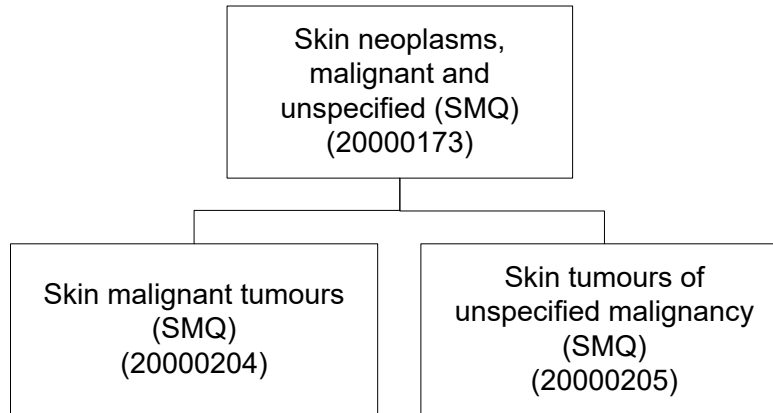 Skin neoplasms,
malignant and
unspecified (SMQ)
(20000173)
Skin malignant tumours
(SMQ)
(20000204)
Skin tumours of
unspecified malignancy
(SMQ)
(20000205)